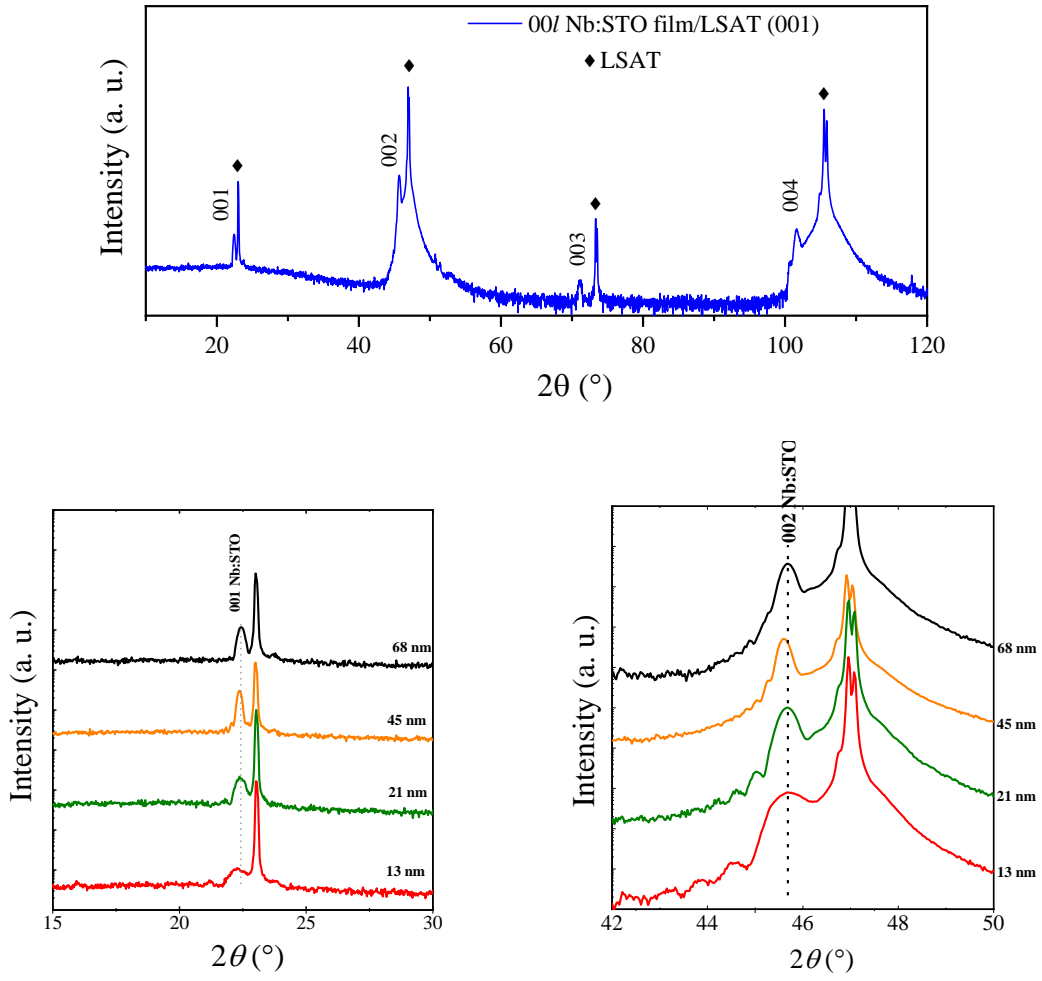 00l Nb:STO film/LSAT (001)
♦ LSAT
Intensity (a. u.)
001
002
003
004
20
40
60
80
100
120
2θ (°)
001 Nb:STO
68 nm
45 nm
21 nm
13 nm
Intensity (a. u.)
15
20
25
30
2θ (°)
002 Nb:STO
68 nm
45 nm
21 nm
13 nm
Intensity (a. u.)
42
44
46
48
50
2θ (°)